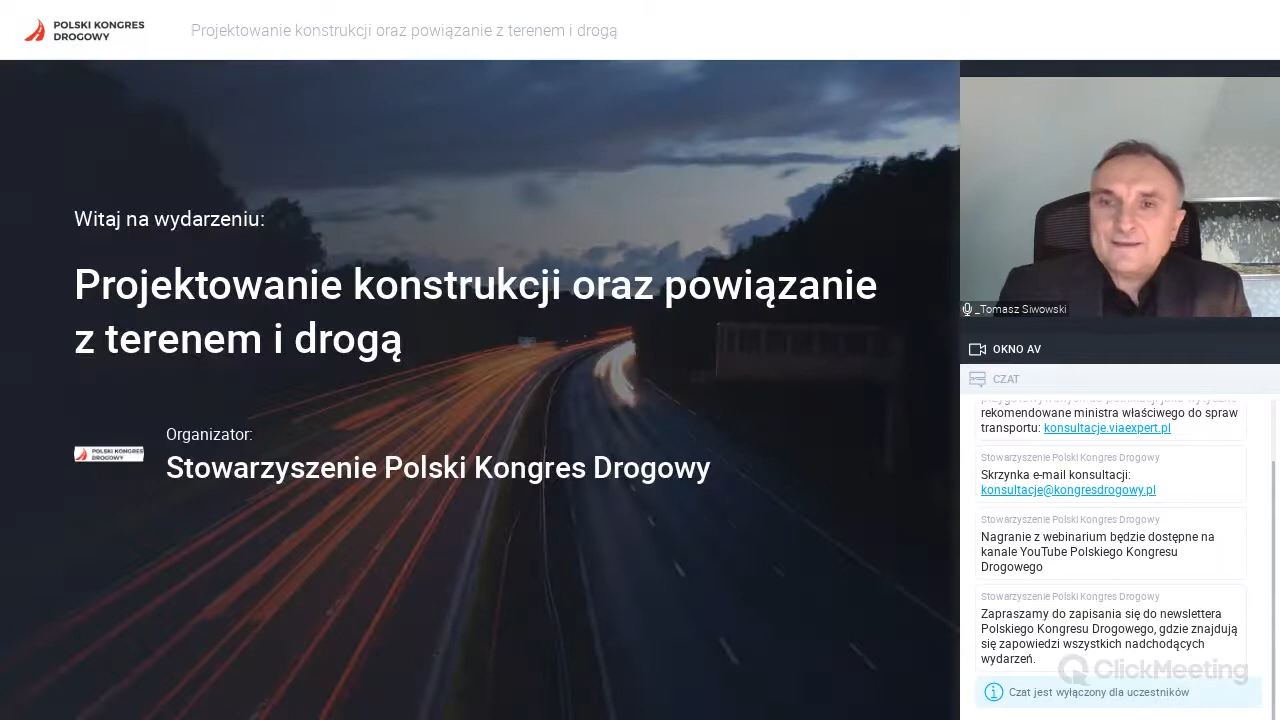 POLSKI KONGRES
DROGOWY
Projektowanie konstrukcji oraz powiązanie z terenem i drogą
Witaj na wydarzeniu:
Projektowanie konstrukcji oraz powiązanie
z terenem i drogą
Organizator:
POLSKI KONGRES
DROGOWY
Stowarzyszenie Polski Kongres Drogowy
_Tomasz Siwowski
OKNO AV
CZAT
rekomendowane ministra właściwego do spraw
transportu: konsultacje.viaexpert.pl
Stowarzyszenie Polski Kongres Drogowy
Skrzynka e-mail konsultacji:
konsultacje@kongresdrogowy.pl
Stowarzyszenie Polski Kongres Drogowy
Nagranie z webinarium będzie dostępne na
kanale YouTube Polskiego Kongresu
Drogowego
Stowarzyszenie Polski Kongres Drogowy
Zapraszamy do zapisania się do newslettera
Polskiego Kongresu Drogowego, gdzie znajdują
się zapowiedzi wszystkich nadchodzących
wydarzeń.
ClickMeeting
Czat jest wyłączony dla uczestników